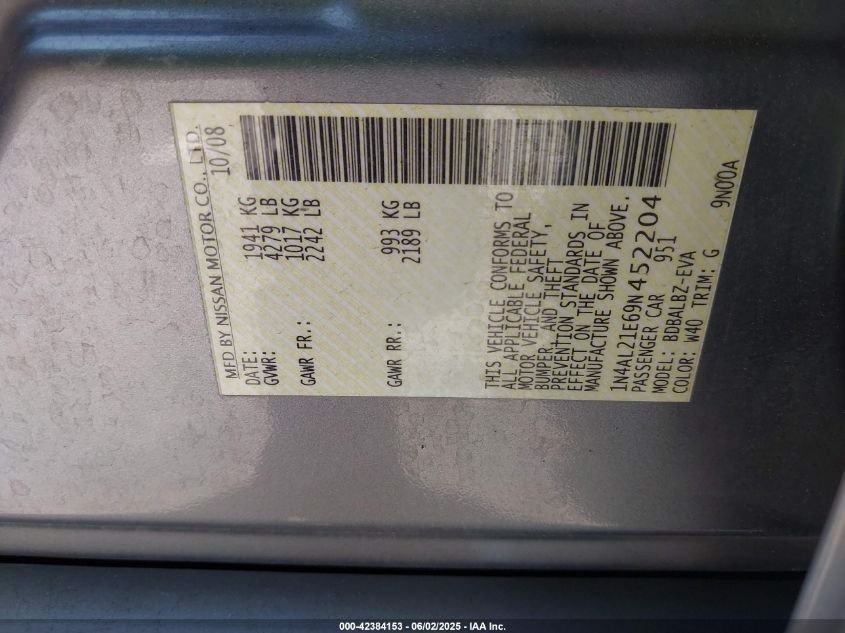 MFD BY NISSAN MOTOR CO., LTD.
DATE: 10/08
GVWR: 1941 KG
4279 LB
GAWR FR.: 1017 KG
2242 LB
GAWR RR.: 993 KG
2189 LB
THIS VEHICLE CONFORMS TO
ALL APPLICABLE FEDERAL
MOTOR VEHICLE SAFETY,
BUMPER, AND THEFT
PREVENTION STANDARDS IN
EFFECT ON THE DATE OF
MANUFACTURE SHOWN ABOVE.
1N4AL21E69N452204
PASSENGER CAR 951
MODEL: BDBALBZ-EVA
COLOR: W40 TRIM: G 9N00A
000-42384153 - 06/02/2025 - IAA Inc.